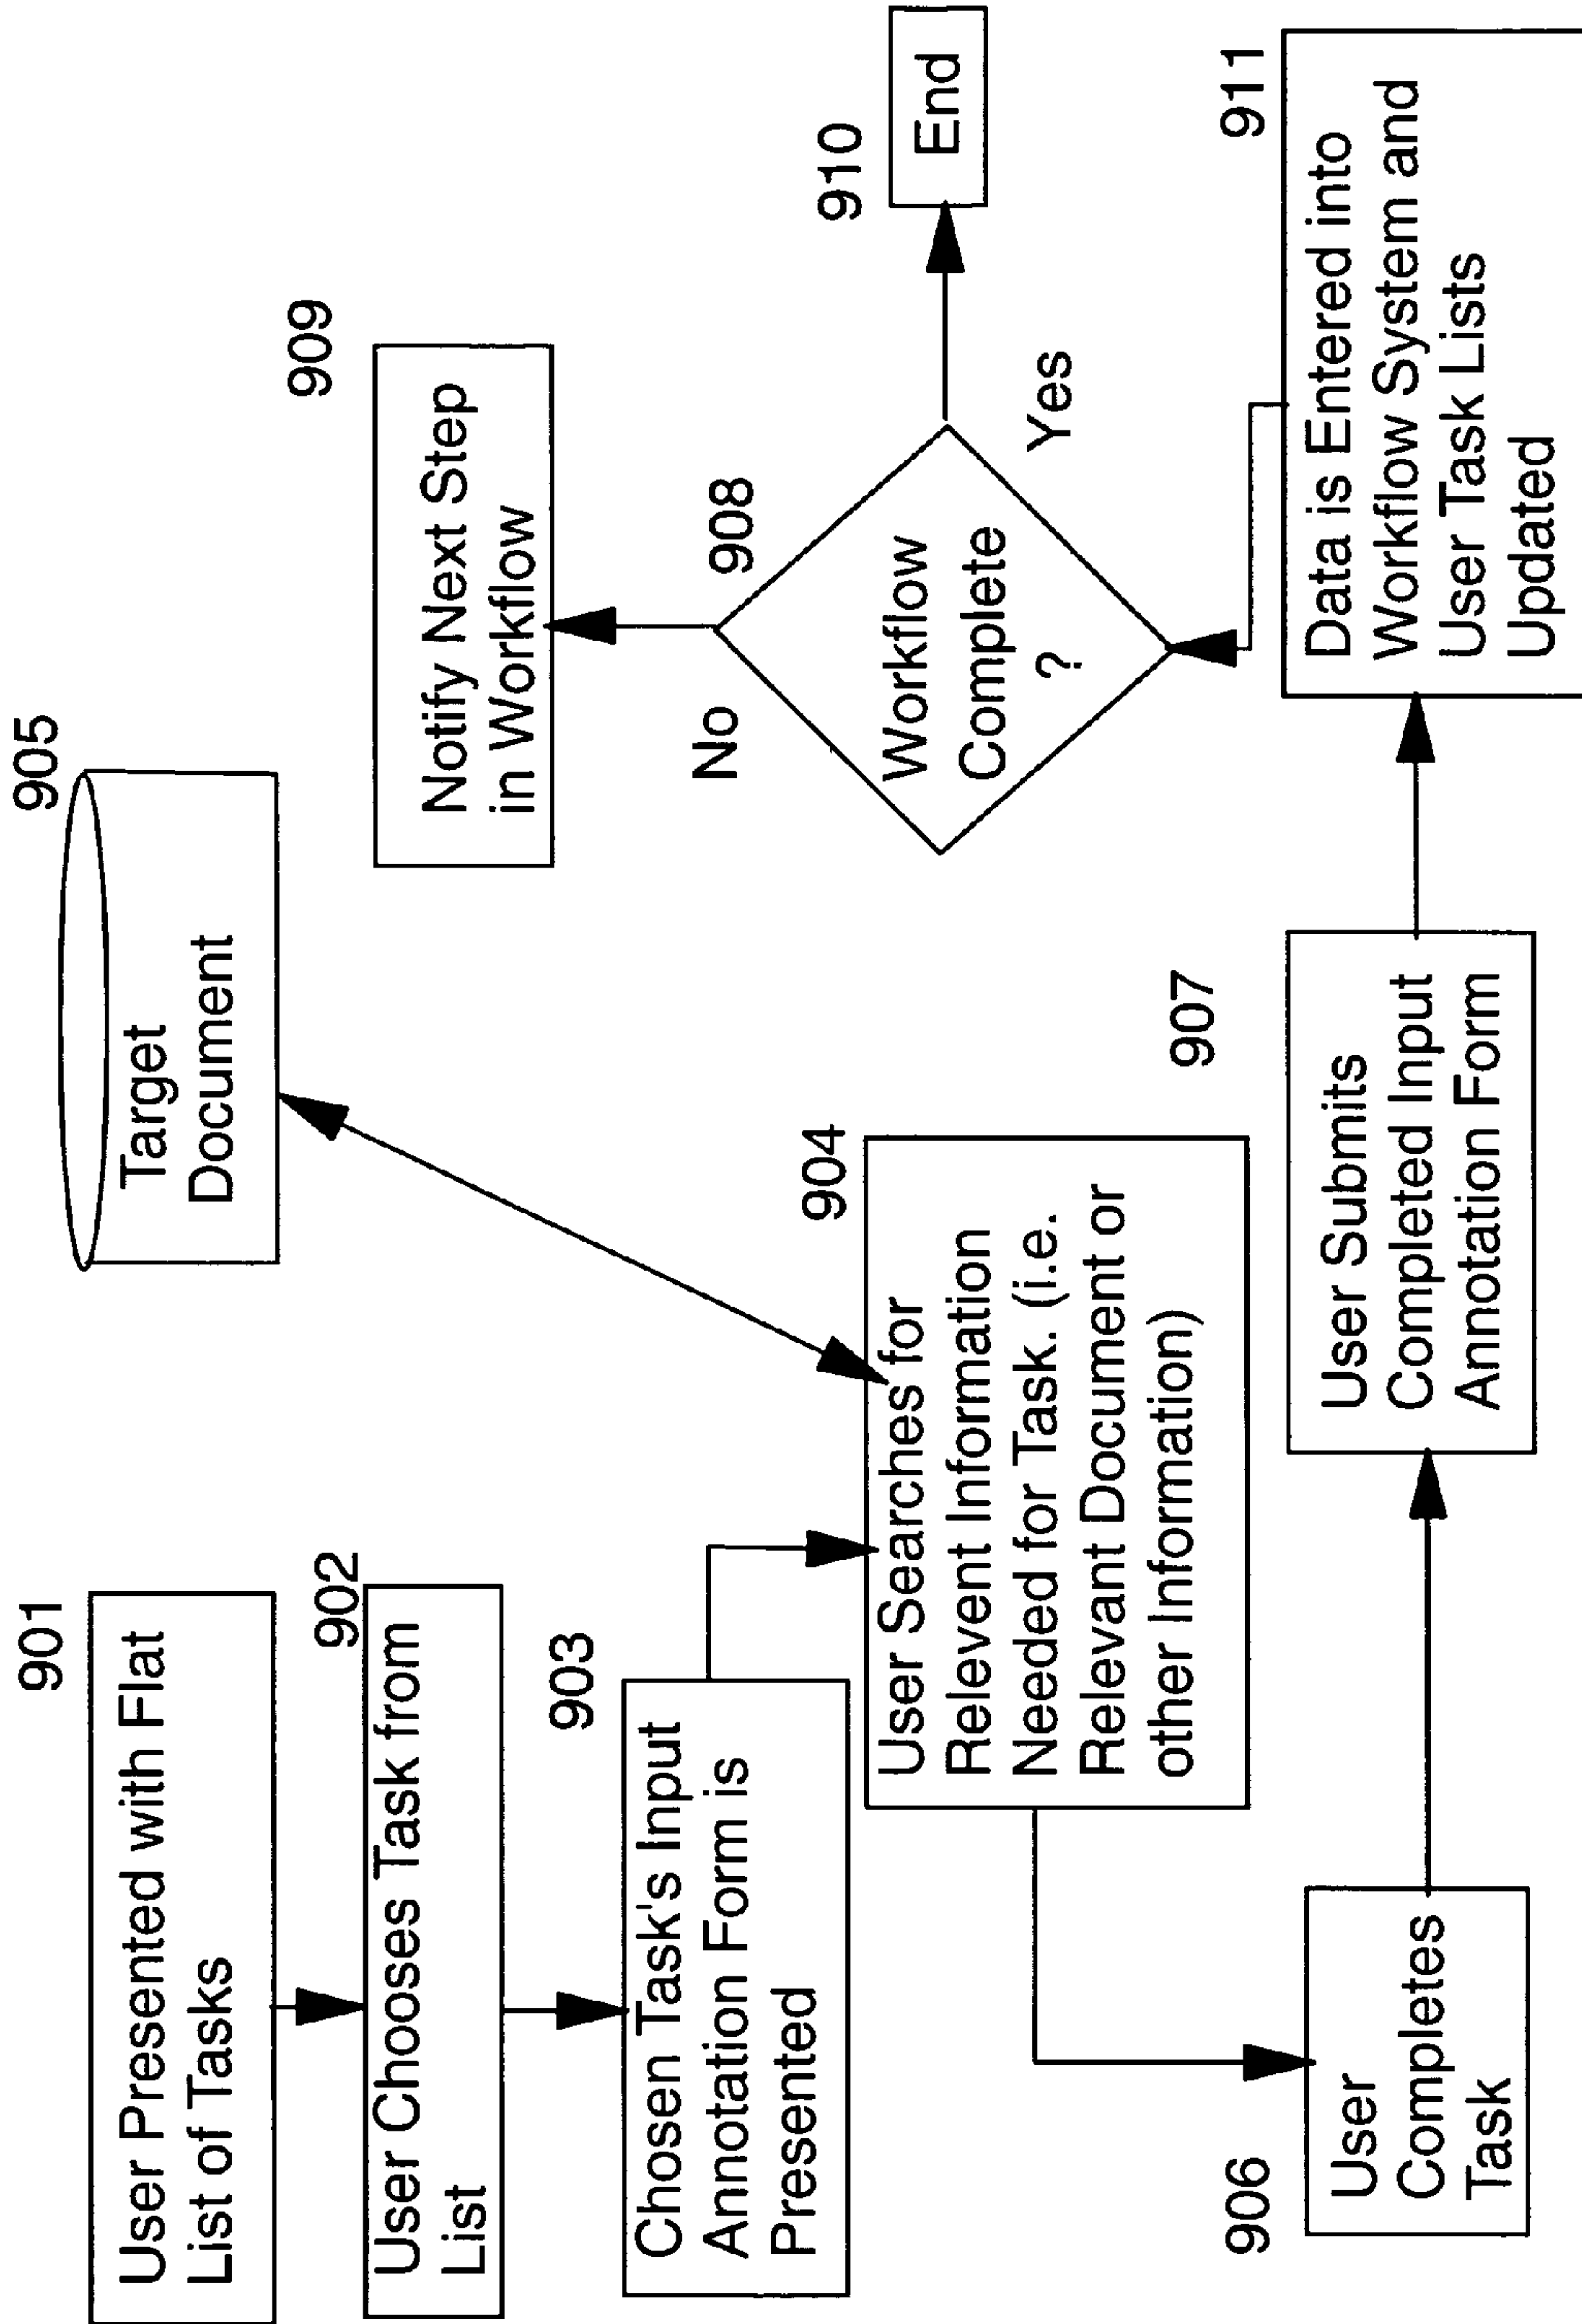 901
User Presented with Flat
List of Tasks
902
User Chooses Task from
List
903
Chosen Task's Input
Annotation Form is
Presented
904
User Searches for
Relevent Information
Needed for Task. (i.e.
Relevant Document or
other Information)
905
Target
Document
906
User
Completes
Task
907
User Submits
Completed Input
Annotation Form
911
Data is Entered into
Workflow System and
User Task Lists
Updated
908
Workflow
Complete
?
No
Yes
909
Notify Next Step
in Workflow
910
End